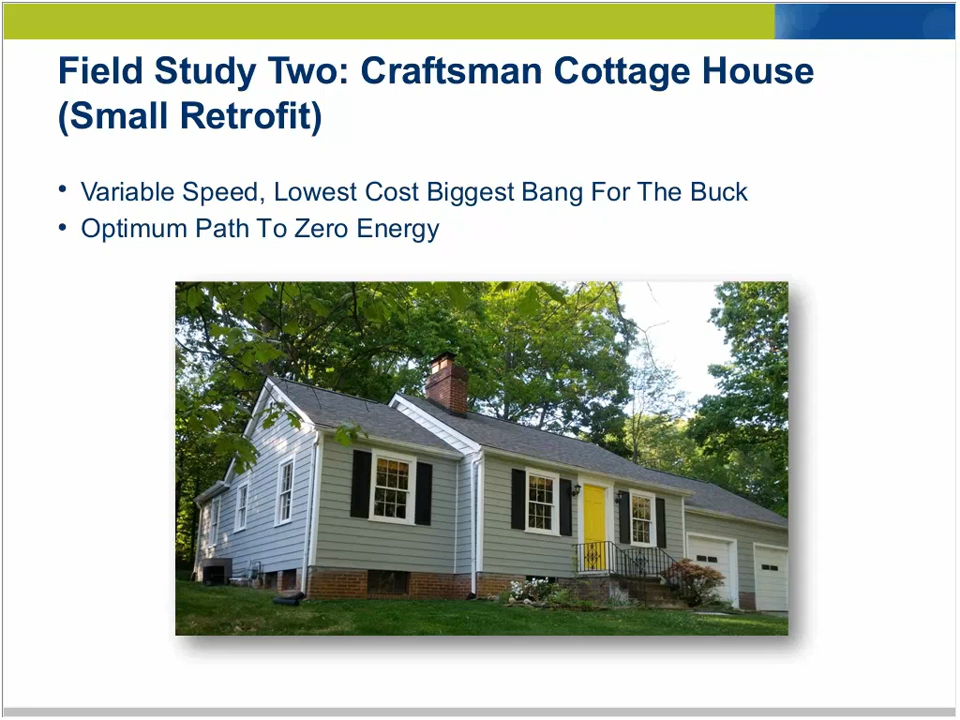 Field Study Two: Craftsman Cottage House
(Small Retrofit)
• Variable Speed, Lowest Cost Biggest Bang For The Buck
• Optimum Path To Zero Energy